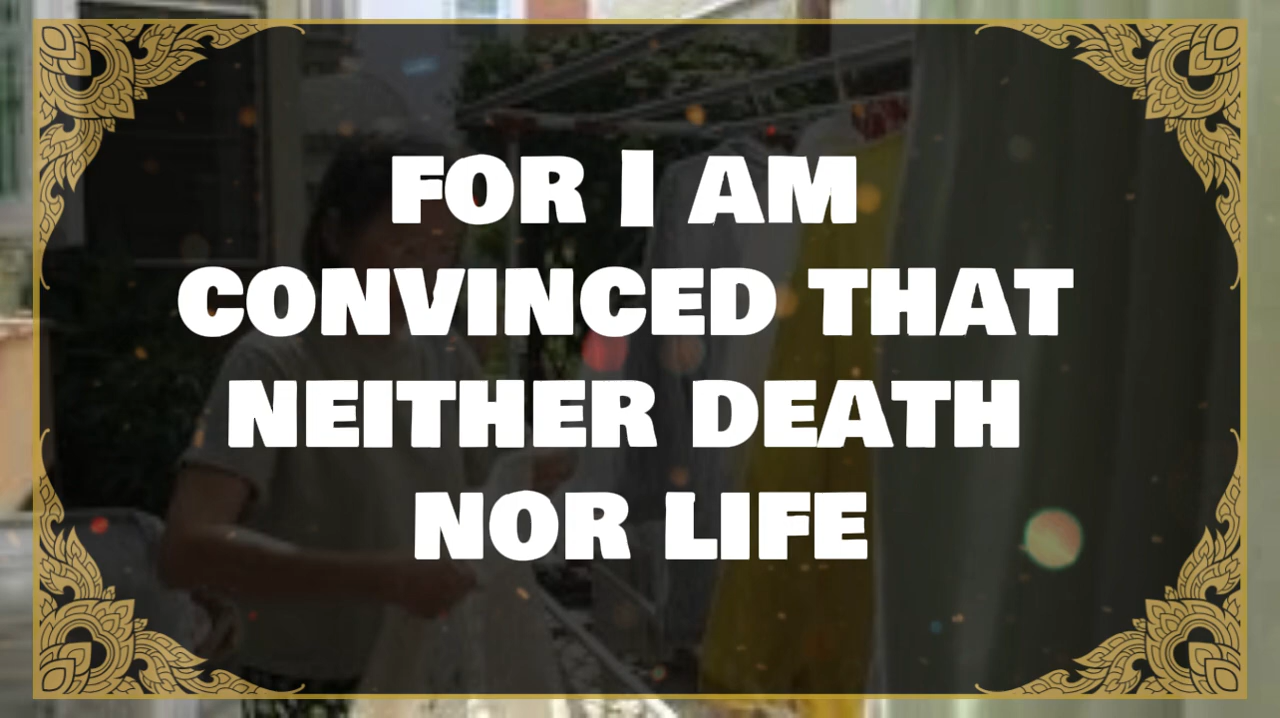 FOR I AM
CONVINCED THAT
NEITHER DEATH
NOR LIFE